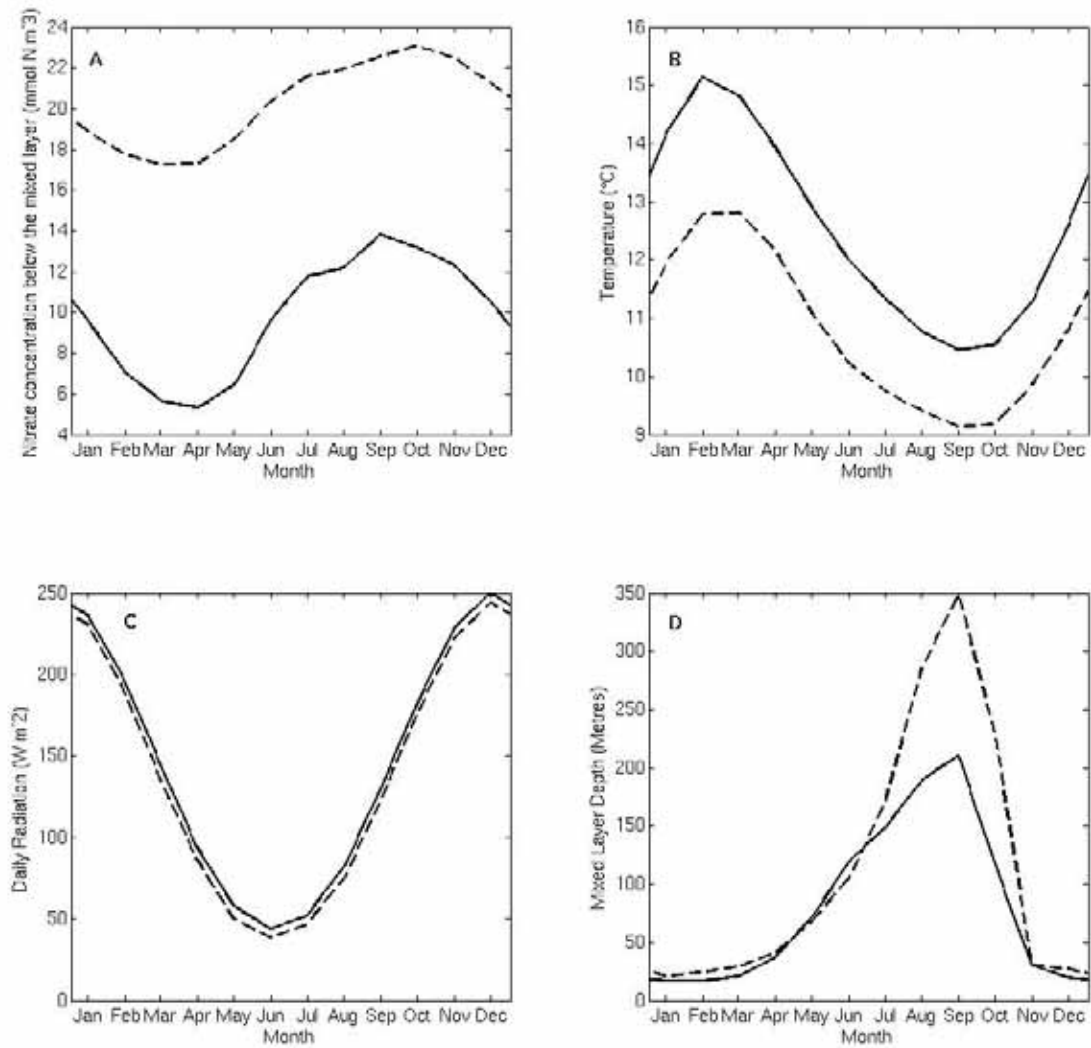 A
Nitrate concentration below the mixed layer (mmol N m^3)
24
22
20
18
16
14
12
10
8
6
4
Jan Feb Mar Apr May Jun Jul Aug Sep Oct Nov Dec
Month
B
Temperature (°C)
16
15
14
13
12
11
10
9
Jan Feb Mar Apr May Jun Jul Aug Sep Oct Nov Dec
Month
C
Daily Radiation (W m^2)
250
200
150
100
50
0
Jan Feb Mar Apr May Jun Jul Aug Sep Oct Nov Dec
Month
D
Mixed Layer Depth (Metres)
350
300
250
200
150
100
50
0
Jan Feb Mar Apr May Jun Jul Aug Sep Oct Nov Dec
Month